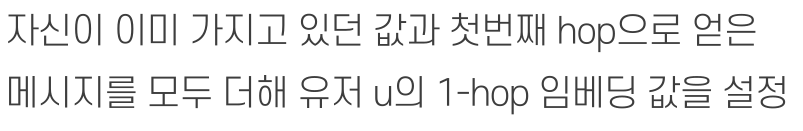 자신이 이미 가지고 있던 값과 첫번째 hop으로 얻은
메시지를 모두 더해 유저 u의 1-hop 임베딩 값을 설정